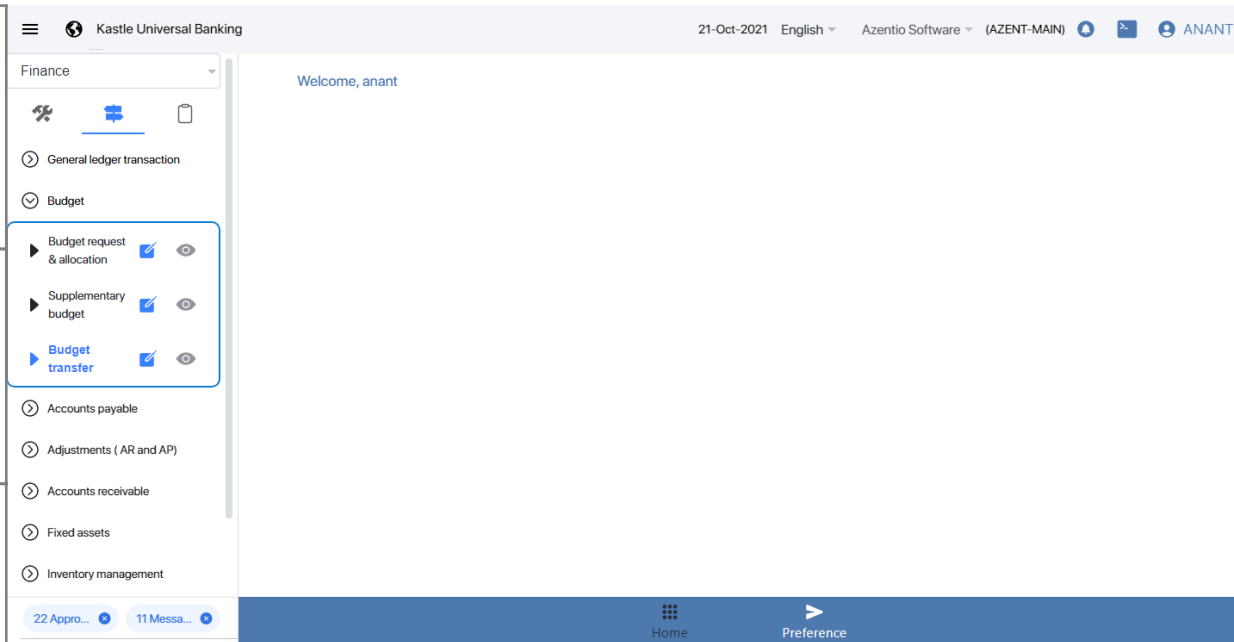 Kastle Universal Banking
21-Oct-2021 English Azentio Software (AZENT-MAIN) ANANT
Finance
Welcome, anant
General ledger transaction
Budget
Budget request
& allocation
Supplementary
budget
Budget
transfer
Accounts payable
Adjustments ( AR and AP)
Accounts receivable
Fixed assets
Inventory management
22 Appro... 11 Messa...
Home Preference